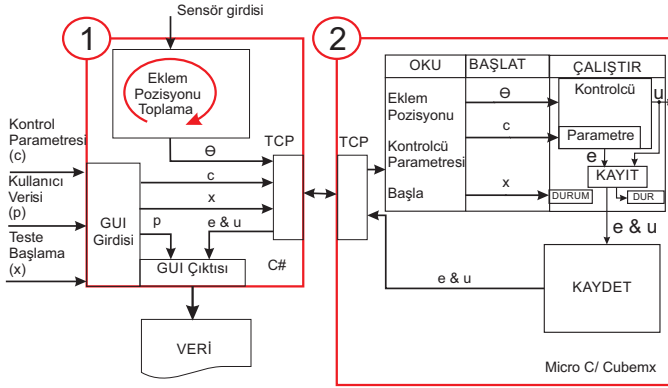 Sensör girdisi
1
Eklem
Pozisyonu
Toplama
Kontrol
Parametresi
(c)
Kullanıcı
Verisi
(p)
Teste
Başlama
(x)
GUI
Girdisi
ɵ
c
x
p
e & u
TCP
GUI Çıktısı
C#
VERİ
2
TCP
OKU
BAŞLAT
ÇALIŞTIR
Eklem
Pozisyonu
Kontrolcü
Parametresi
Başla
ɵ
c
x
Kontrolcü
u
Parametre
e
KAYIT
DURUM
DUR
e & u
e & u
KAYDET
Micro C/ Cubemx